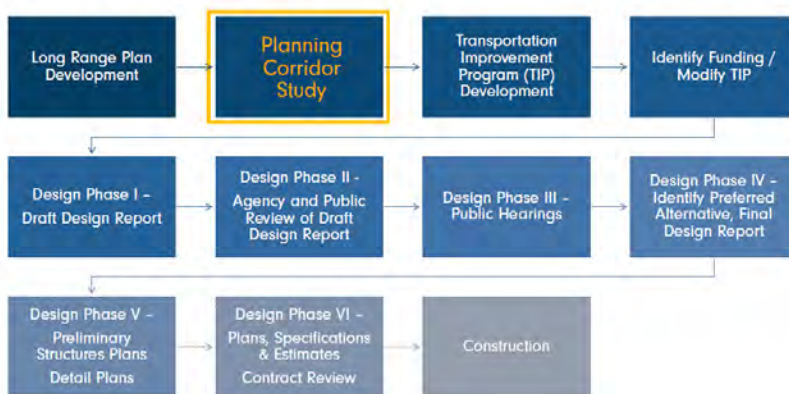 Long Range Plan
Development
Planning
Corridor
Study
Transportation
Improvement
Program (TIP)
Development
Identify Funding /
Modify TIP
Design Phase I –
Draft Design Report
Design Phase II -
Agency and Public
Review of Draft
Design Report
Design Phase III –
Public Hearings
Design Phase IV –
Identify Preferred
Alternative, Final
Design Report
Design Phase V –
Preliminary
Structures Plans
Detail Plans
Design Phase VI –
Plans, Specifications
& Estimates
Contract Review
Construction